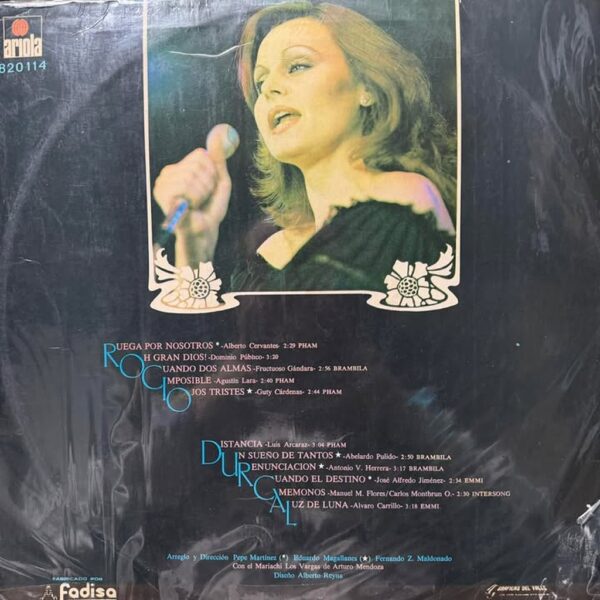 ariola
820114
RUEGA POR NOSOTROS * -Alberto Cervantes- 2:29 PHAM
OH GRAN DIOS! -Dominio Púbico- 3:20
CUANDO DOS ALMAS -Fructuoso Gándara- 2:56 BRAMBILA
IMPOSIBLE -Agustín Lara- 2:40 PHAM
OJOS TRISTES ★ -Guty Cárdenas- 2:44 PHAM
DISTANCIA -Luis Arcaraz- 3:04 PHAM
UN SUENO DE TANTOS ★ -Abelardo Pulido- 2:50 BRAMBILA
RENUNCIACION ★ -Antonio V. Herrera- 3:17 BRAMBILA
CUANDO EL DESTINO * -José Alfredo Jiménez- 2:34 EMMI
AMEMONOS -Manuel M. Flores/Carlos Montbrun O.- 2:30 INTERSONG
LUZ DE LUNA -Alvaro Carrillo- 3:18 EMMI
Arreglo y Dirección Pepe Martínez (*) Eduardo Magallanes (★) Fernando Z. Maldonado
Con el Mariachi Los Vargas de Arturo Mendoza
Diseño Alberto Reyna
FABRICADO POR
fadisa